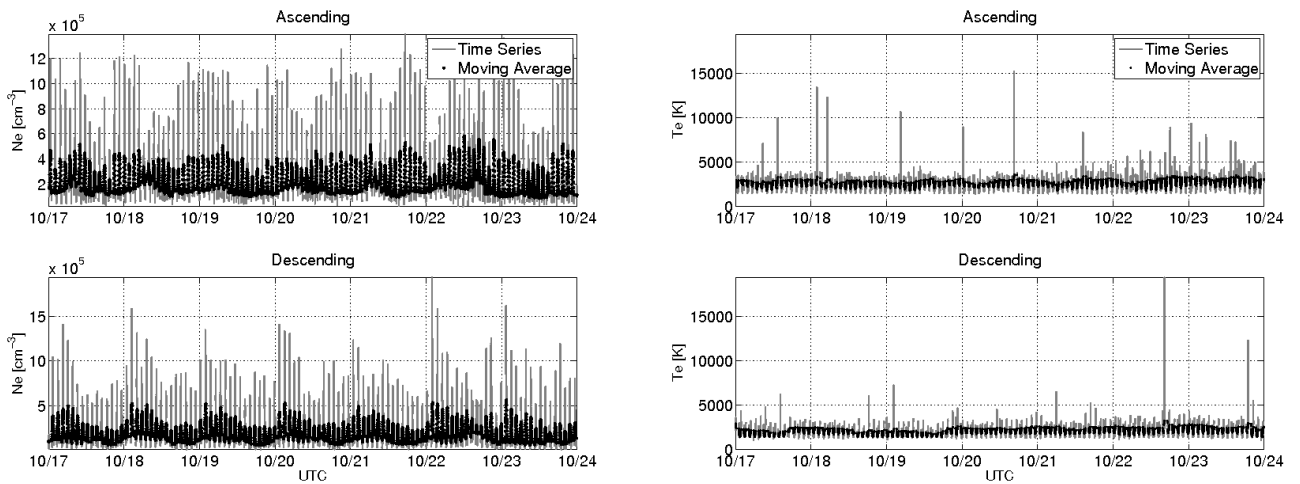 Ascending
x 10^5
Time Series
Moving Average
Ne [cm^-3]
12
10
8
6
4
2
10/17 10/18 10/19 10/20 10/21 10/22 10/23 10/24
Ascending
Time Series
Moving Average
Te [K]
15000
10000
5000
0
10/17 10/18 10/19 10/20 10/21 10/22 10/23 10/24
Descending
x 10^5
Ne [cm^-3]
15
10
5
10/17 10/18 10/19 10/20 10/21 10/22 10/23 10/24
UTC
Descending
Te [K]
15000
10000
5000
0
10/17 10/18 10/19 10/20 10/21 10/22 10/23 10/24
UTC